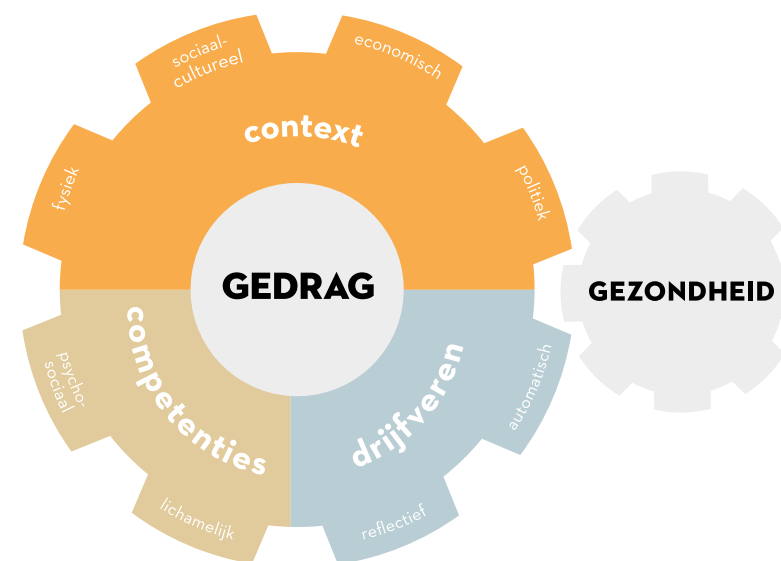 sociaal-
cultureel
economisch
context
fysiek
politiek
GEDRAG
GEZONDHEID
competenties
drijfveren
psycho-
sociaal
automatisch
lichamelijk
reflectief